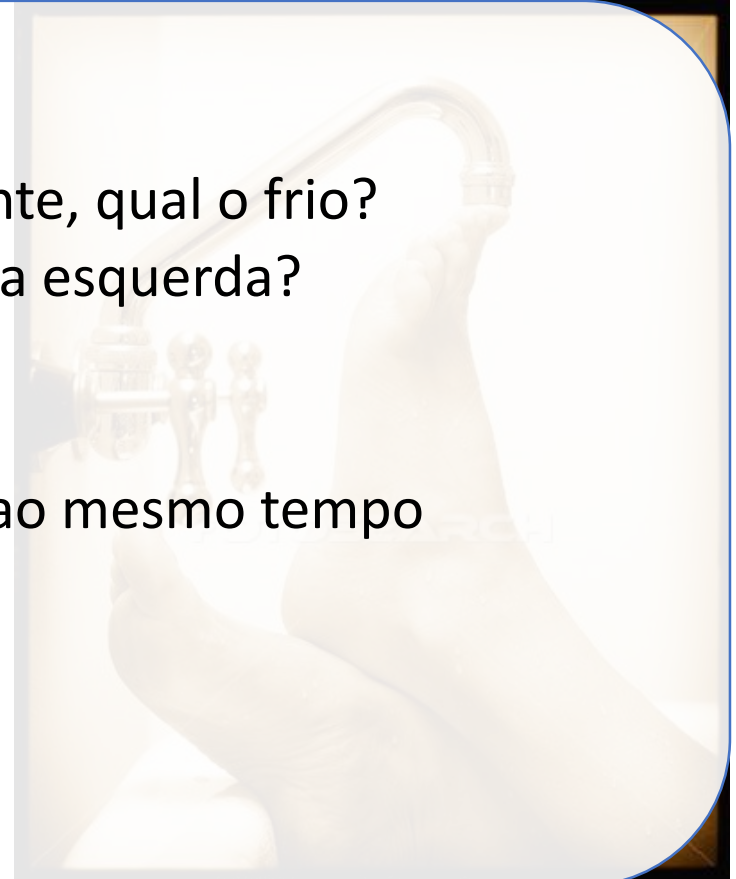 nte, qual o frio?
a esquerda?
ao mesmo tempo